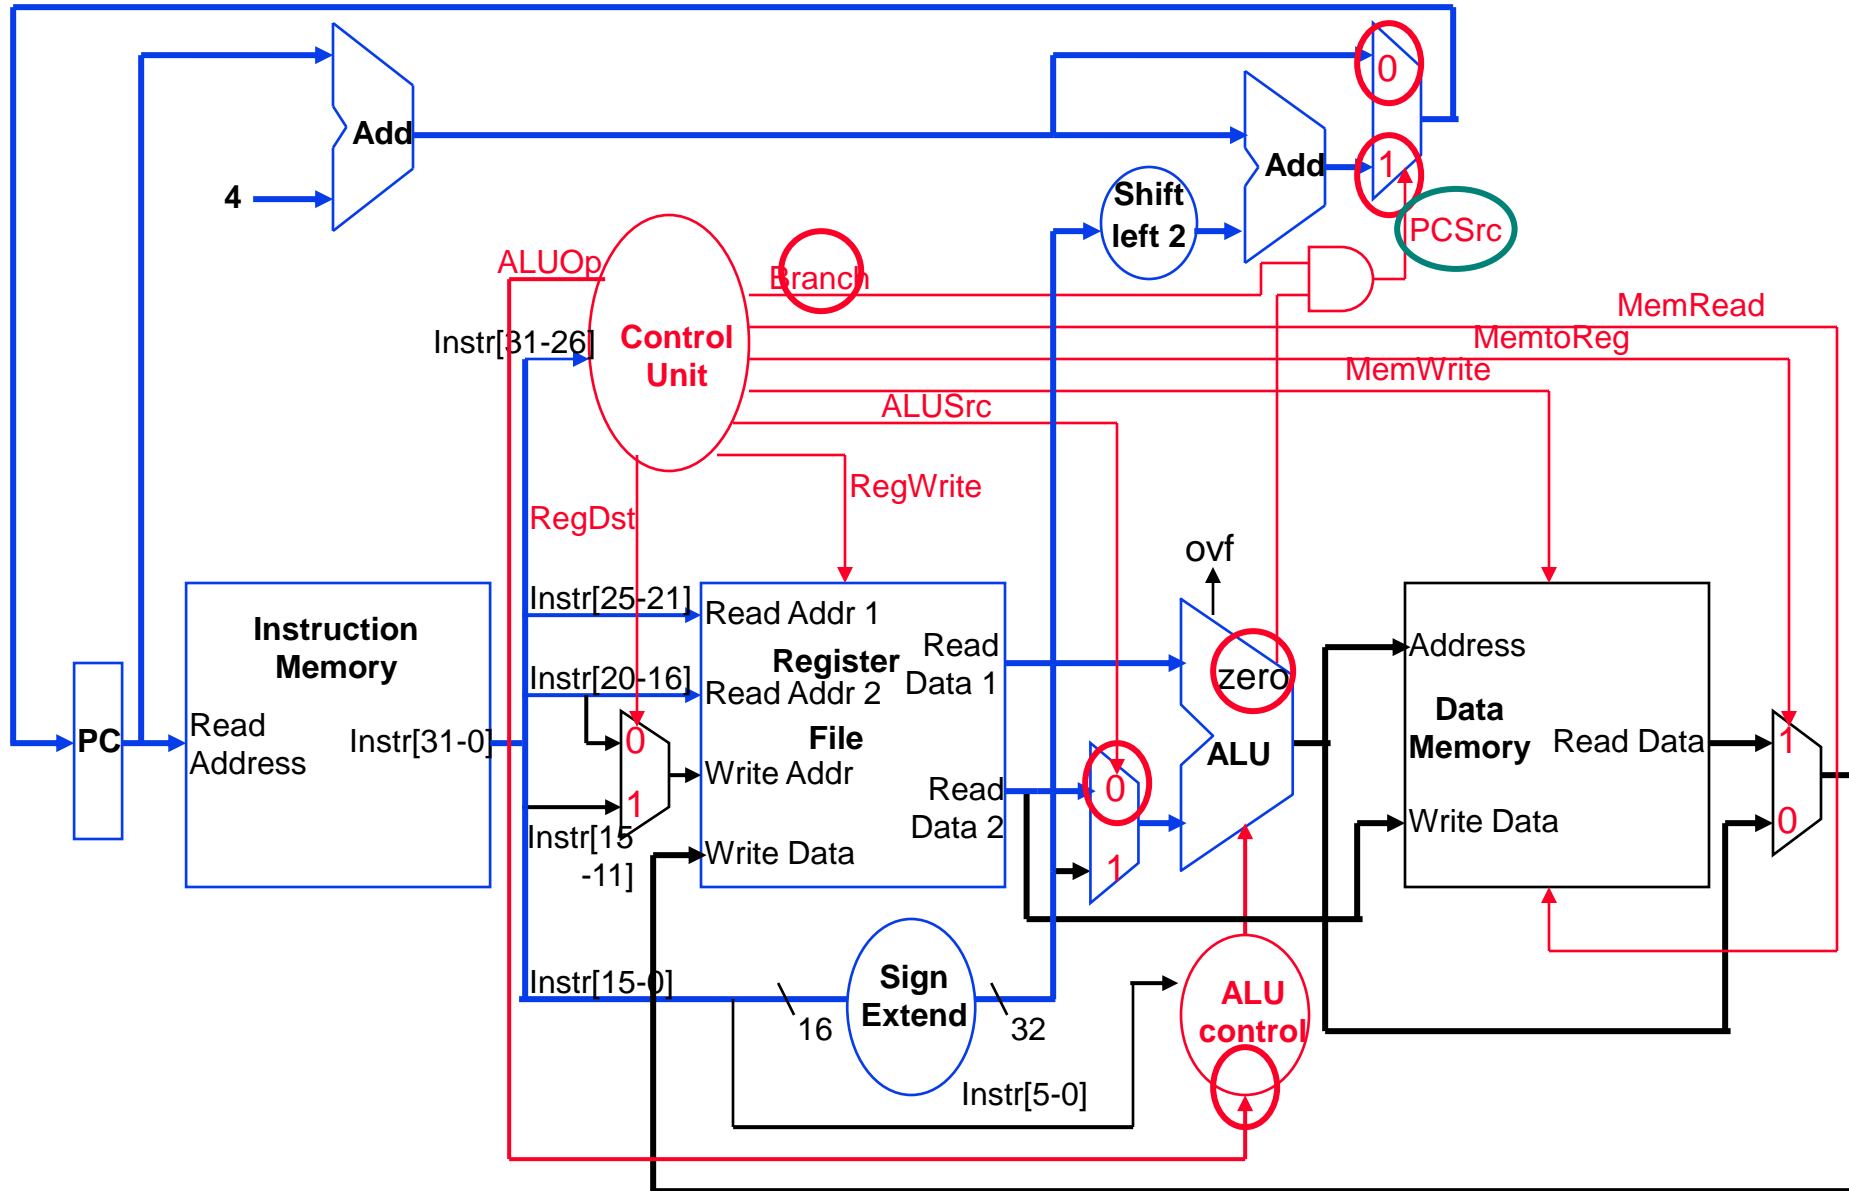 0
Add
1
Add
4
Shift
left 2
PCSrc
ALUOp
Branch
MemRead
Instr[31-26]
Control
Unit
MemtoReg
MemWrite
ALUSrc
RegWrite
RegDst
ovf
Instr[25-21]
Read Addr 1
Instruction
Memory
Register
File
Read
Data 1
zero
Address
Instr[20-16]
Read Addr 2
PC
Read
Address
Instr[31-0]
0
1
Write Addr
Read
Data 2
0
1
ALU
Data
Memory
Read Data
1
0
Write Data
Instr[15
-11]
Write Data
Instr[15-0]
16
Sign
Extend
32
ALU
control
Instr[5-0]